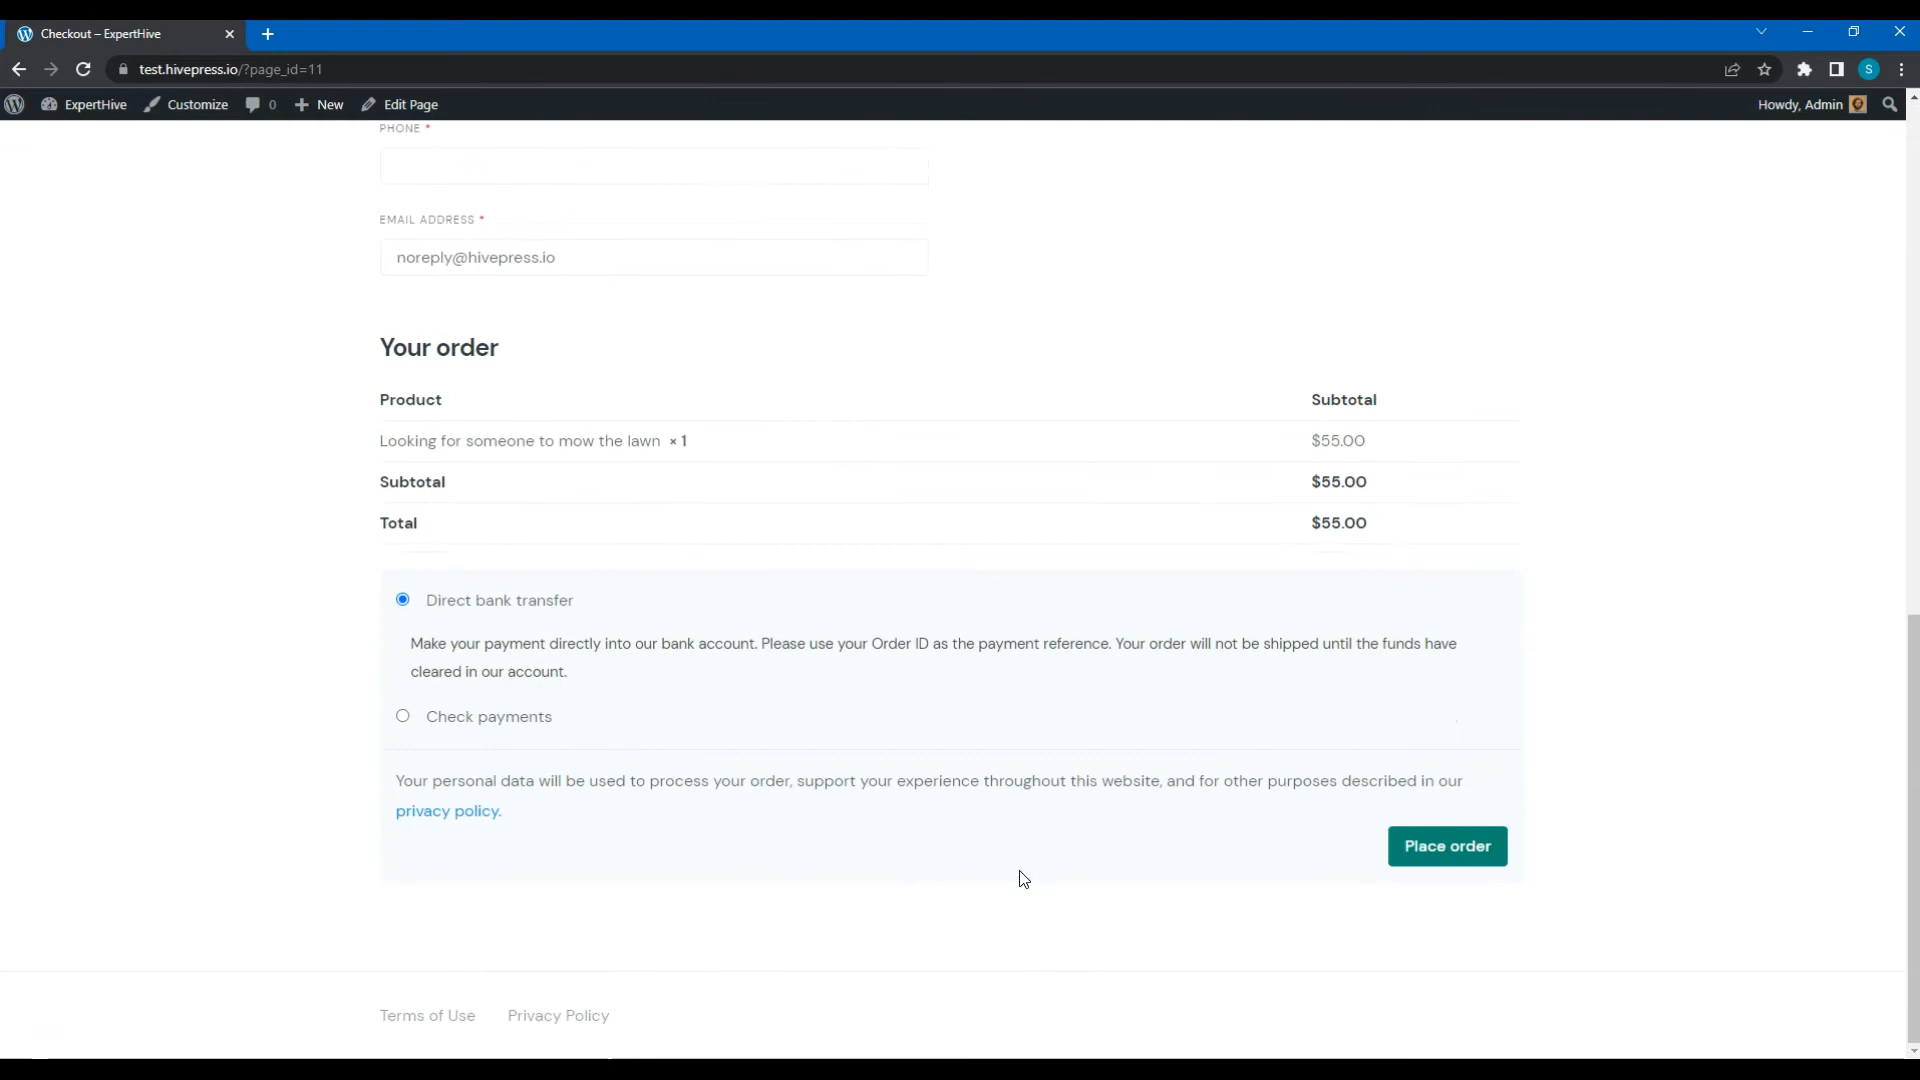 Checkout – ExpertHive
test.hivepress.io/?page_id=11
S
ExpertHive Customize 0 New Edit Page Howdy, Admin
PHONE *
EMAIL ADDRESS *
noreply@hivepress.io
Your order
Product Subtotal
Looking for someone to mow the lawn × 1 $55.00
Subtotal $55.00
Total $55.00
Direct bank transfer
Make your payment directly into our bank account. Please use your Order ID as the payment reference. Your order will not be shipped until the funds have
cleared in our account.
Check payments
Your personal data will be used to process your order, support your experience throughout this website, and for other purposes described in our
privacy policy.
Place order
Terms of Use Privacy Policy